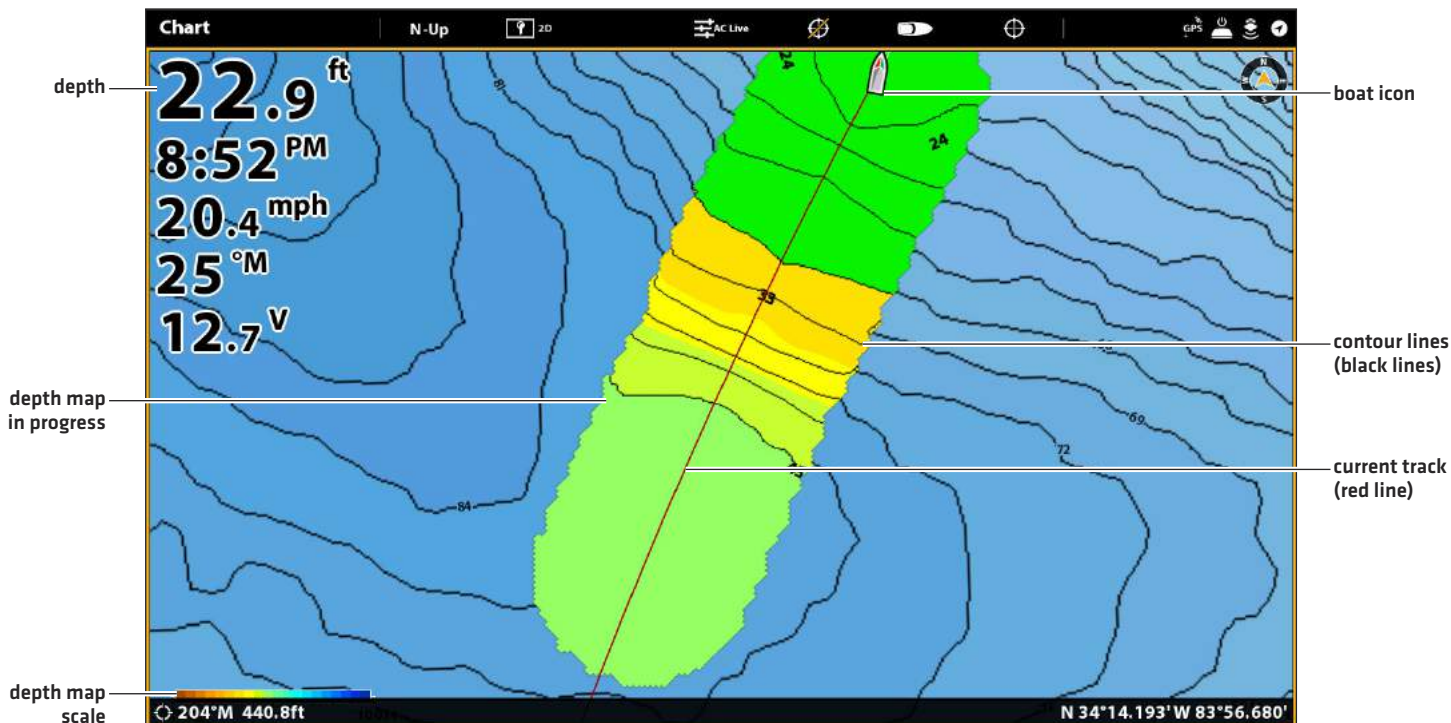 Chart
N-Up
2D
AC Live
GPS
22.9 ft
8:52 PM
20.4 mph
25 °M
12.7 V
depth
depth map
in progress
depth map
scale
boat icon
contour lines
(black lines)
current track
(red line)
N
S
81
24
24
33
69
72
84
204°M 440.8ft
N 34°14.193' W 83°56.680'